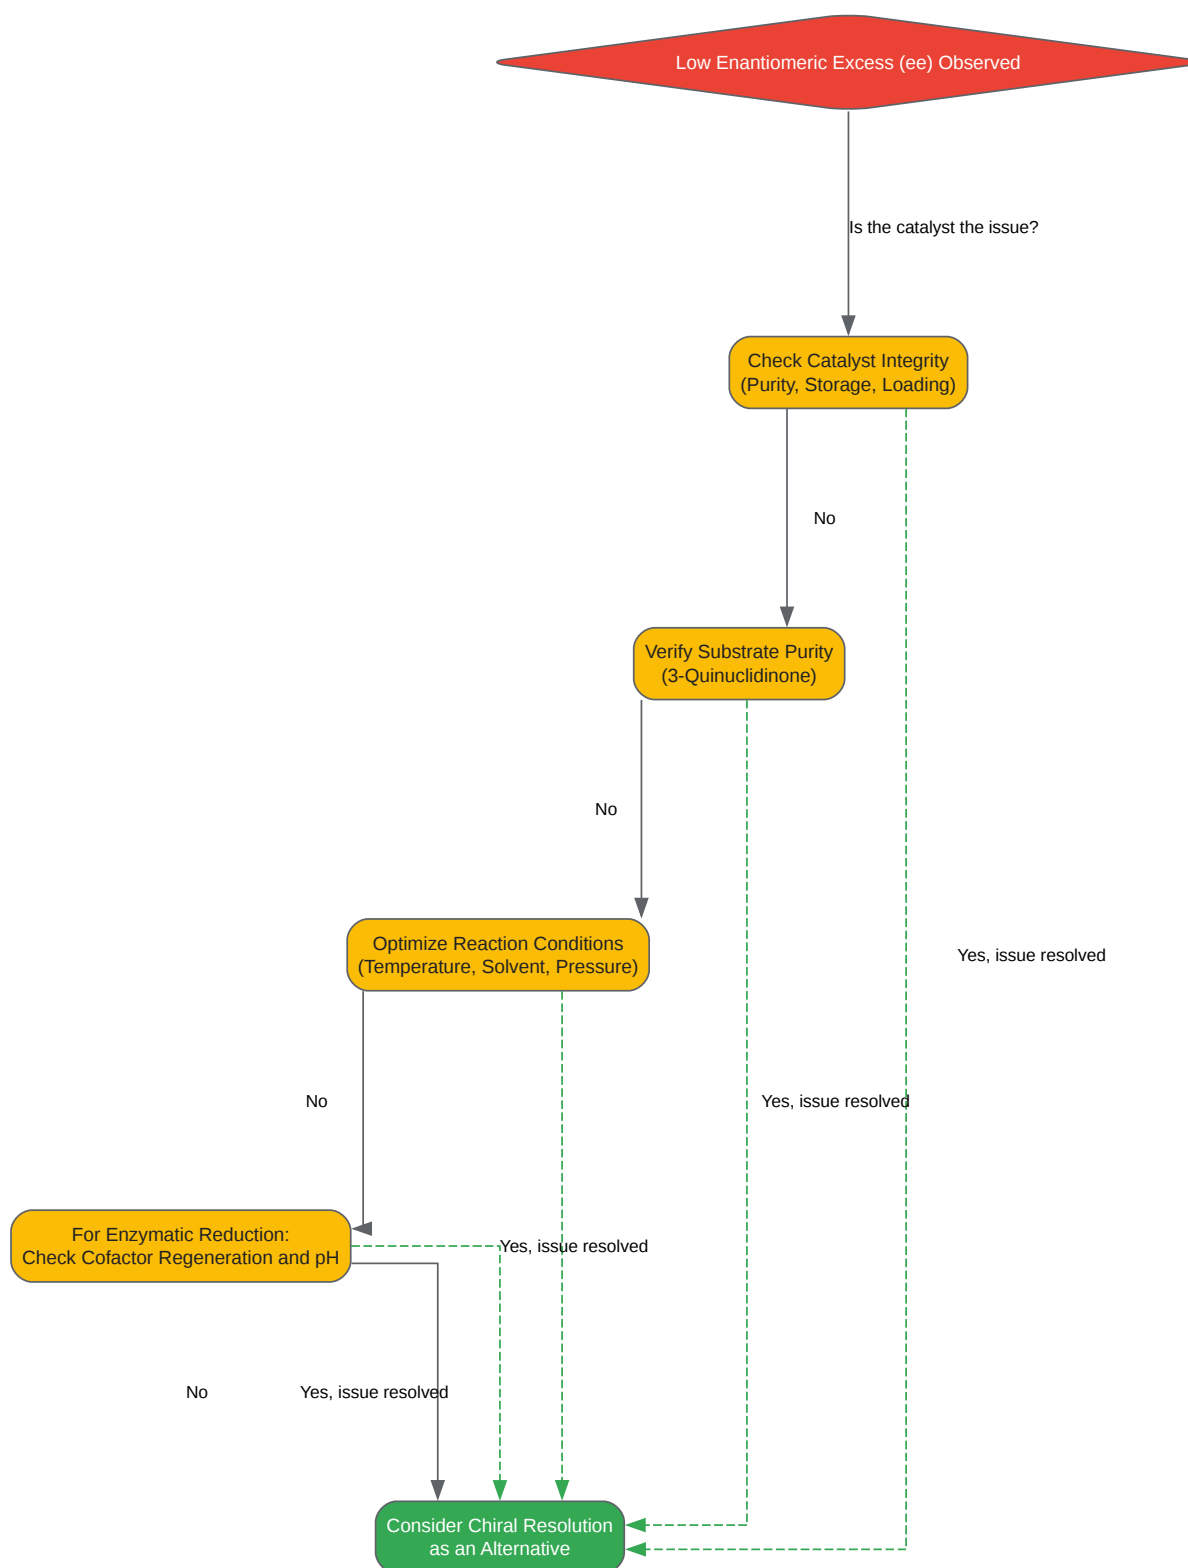 Low Enantiomeric Excess (ee) Observed
Is the catalyst the issue?
Check Catalyst Integrity
(Purity, Storage, Loading)
No
Verify Substrate Purity
(3-Quinuclidinone)
No
Optimize Reaction Conditions
(Temperature, Solvent, Pressure)
Yes, issue resolved
No
Yes, issue resolved
For Enzymatic Reduction:
Check Cofactor Regeneration and pH
Yes, issue resolved
No
Yes, issue resolved
Consider Chiral Resolution
as an Alternative